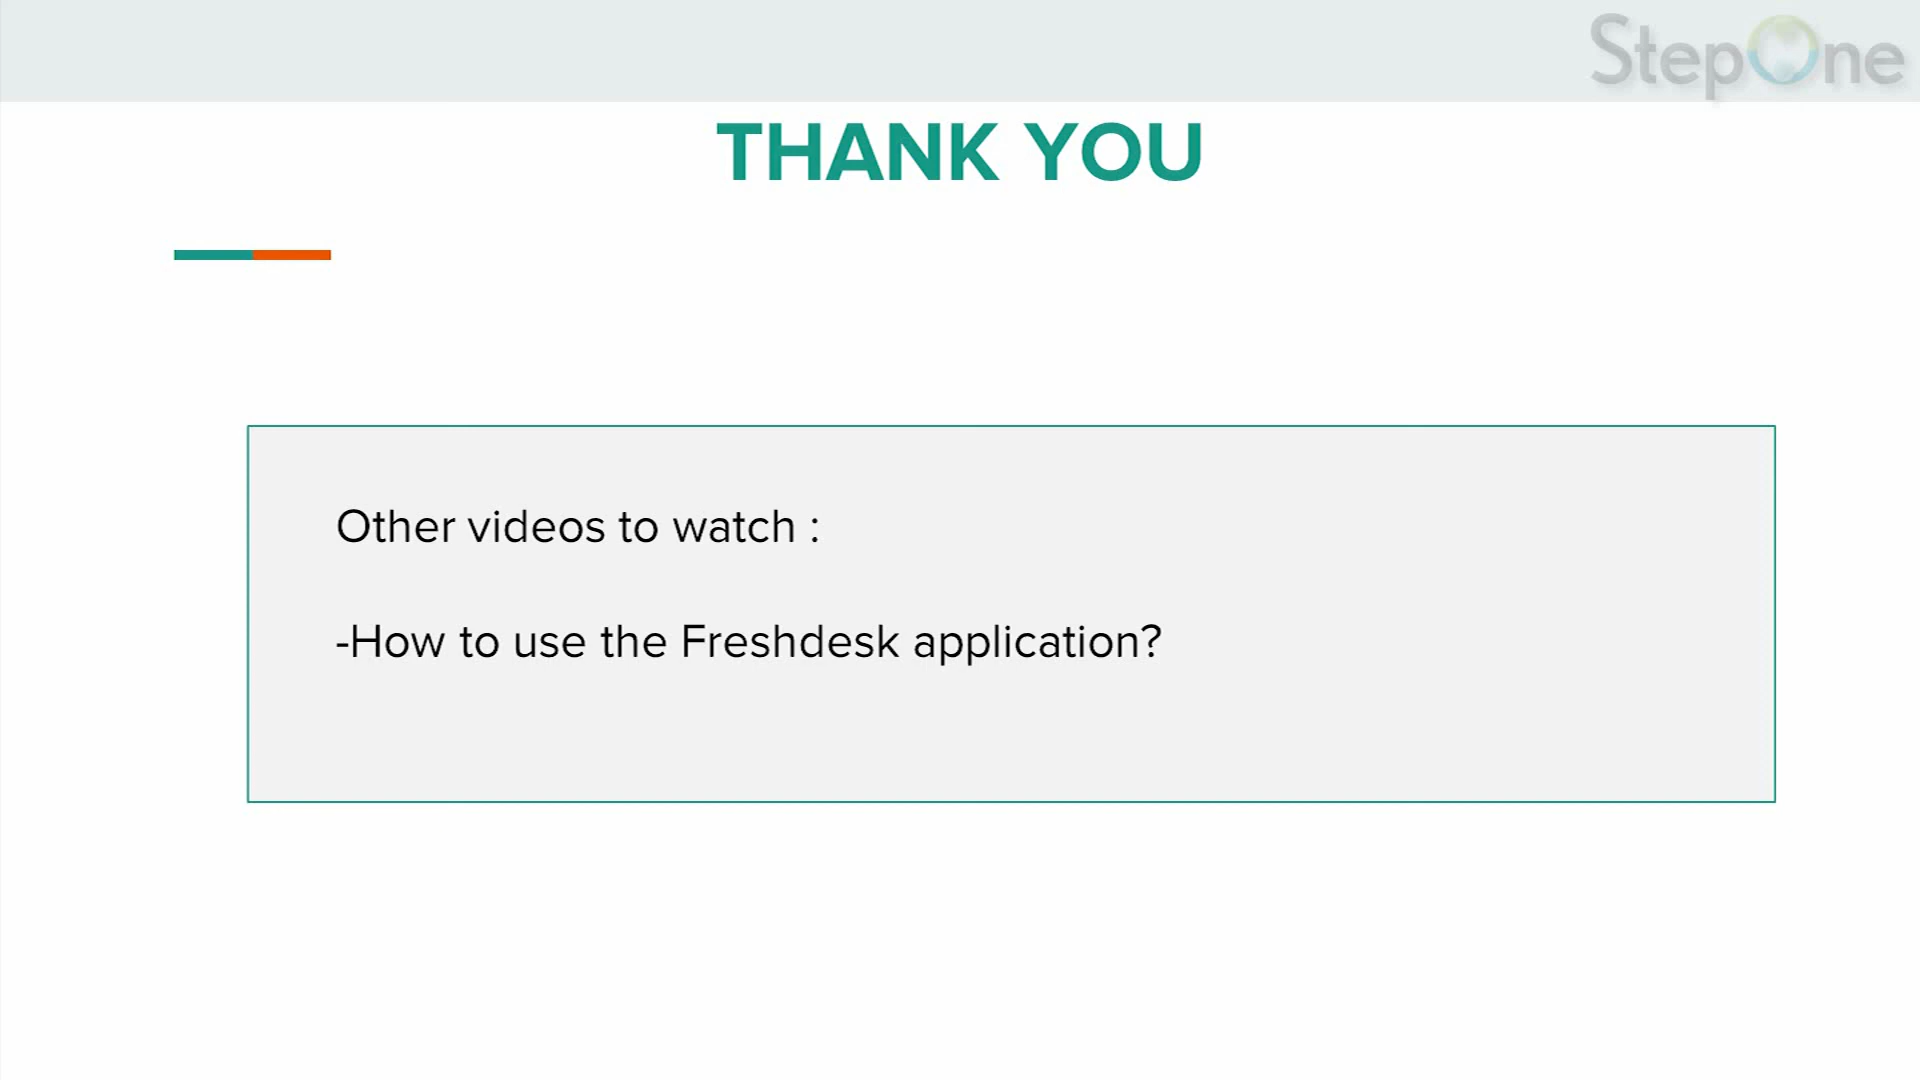 StepOne
THANK YOU
Other videos to watch :
-How to use the Freshdesk application?